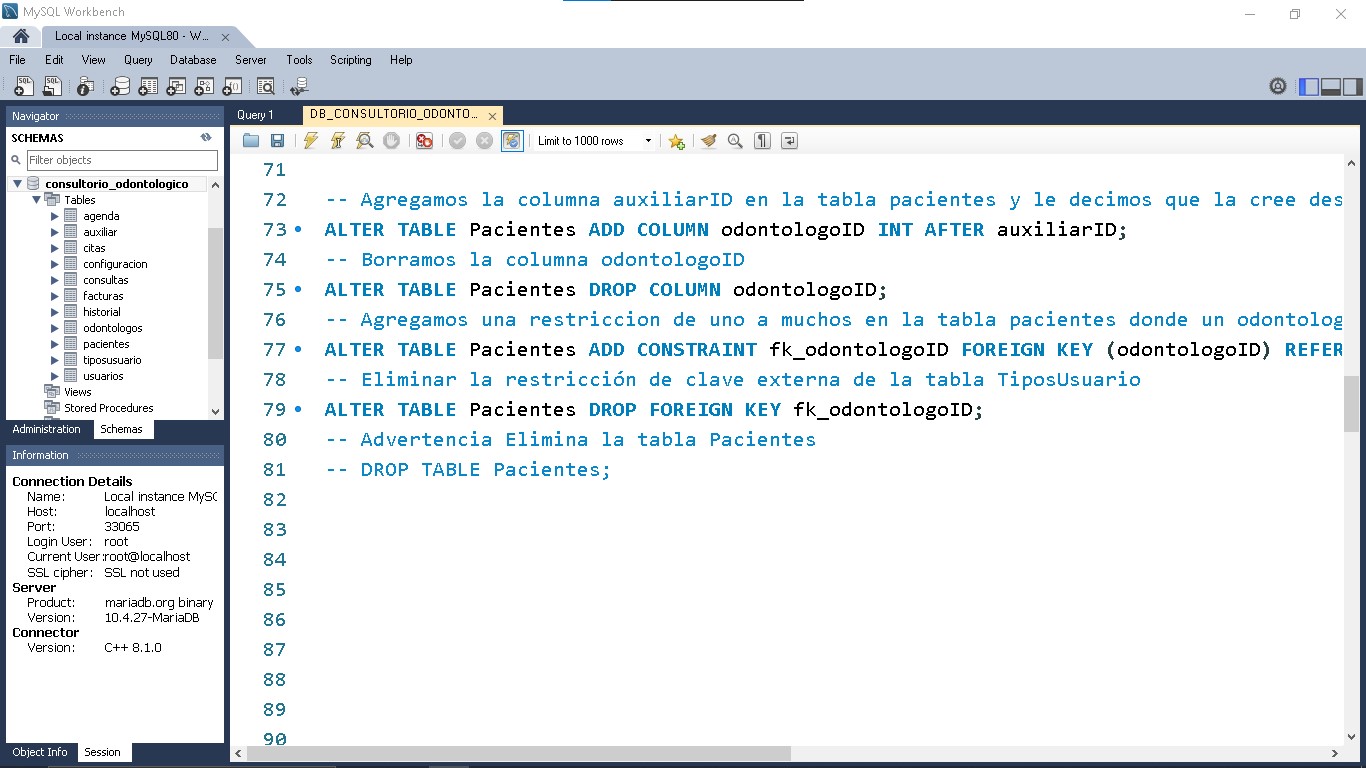 MySQL Workbench
Local instance MySQL80 - W...
File Edit View Query Database Server Tools Scripting Help
Navigator
SCHEMAS
Filter objects
consultorio_odontologico
Tables
agenda
auxiliar
citas
configuracion
consultas
facturas
historial
odontologos
pacientes
tiposusuario
usuarios
Views
Stored Procedures
Administration Schemas
Information
Connection Details
Name: Local instance MySQ
Host: localhost
Port: 33065
Login User: root
Current User: root@localhost
SSL cipher: SSL not used
Server
Product: mariadb.org binary
Version: 10.4.27-MariaDB
Connector
Version: C++ 8.1.0
Object Info Session
Query 1 DB_CONSULTORIO_ODONTO...
Limit to 1000 rows
71
72 -- Agregamos la columna auxiliarID en la tabla pacientes y le decimos que la cree des
73 ALTER TABLE Pacientes ADD COLUMN odontologoID INT AFTER auxiliarID;
74 -- Borramos la columna odontologoID
75 ALTER TABLE Pacientes DROP COLUMN odontologoID;
76 -- Agregamos una restriccion de uno a muchos en la tabla pacientes donde un odontolog
77 ALTER TABLE Pacientes ADD CONSTRAINT fk_odontologoID FOREIGN KEY (odontologoID) REFER
78 -- Eliminar la restricción de clave externa de la tabla TiposUsuario
79 ALTER TABLE Pacientes DROP FOREIGN KEY fk_odontologoID;
80 -- Advertencia Elimina la tabla Pacientes
81 -- DROP TABLE Pacientes;
82
83
84
85
86
87
88
89
90